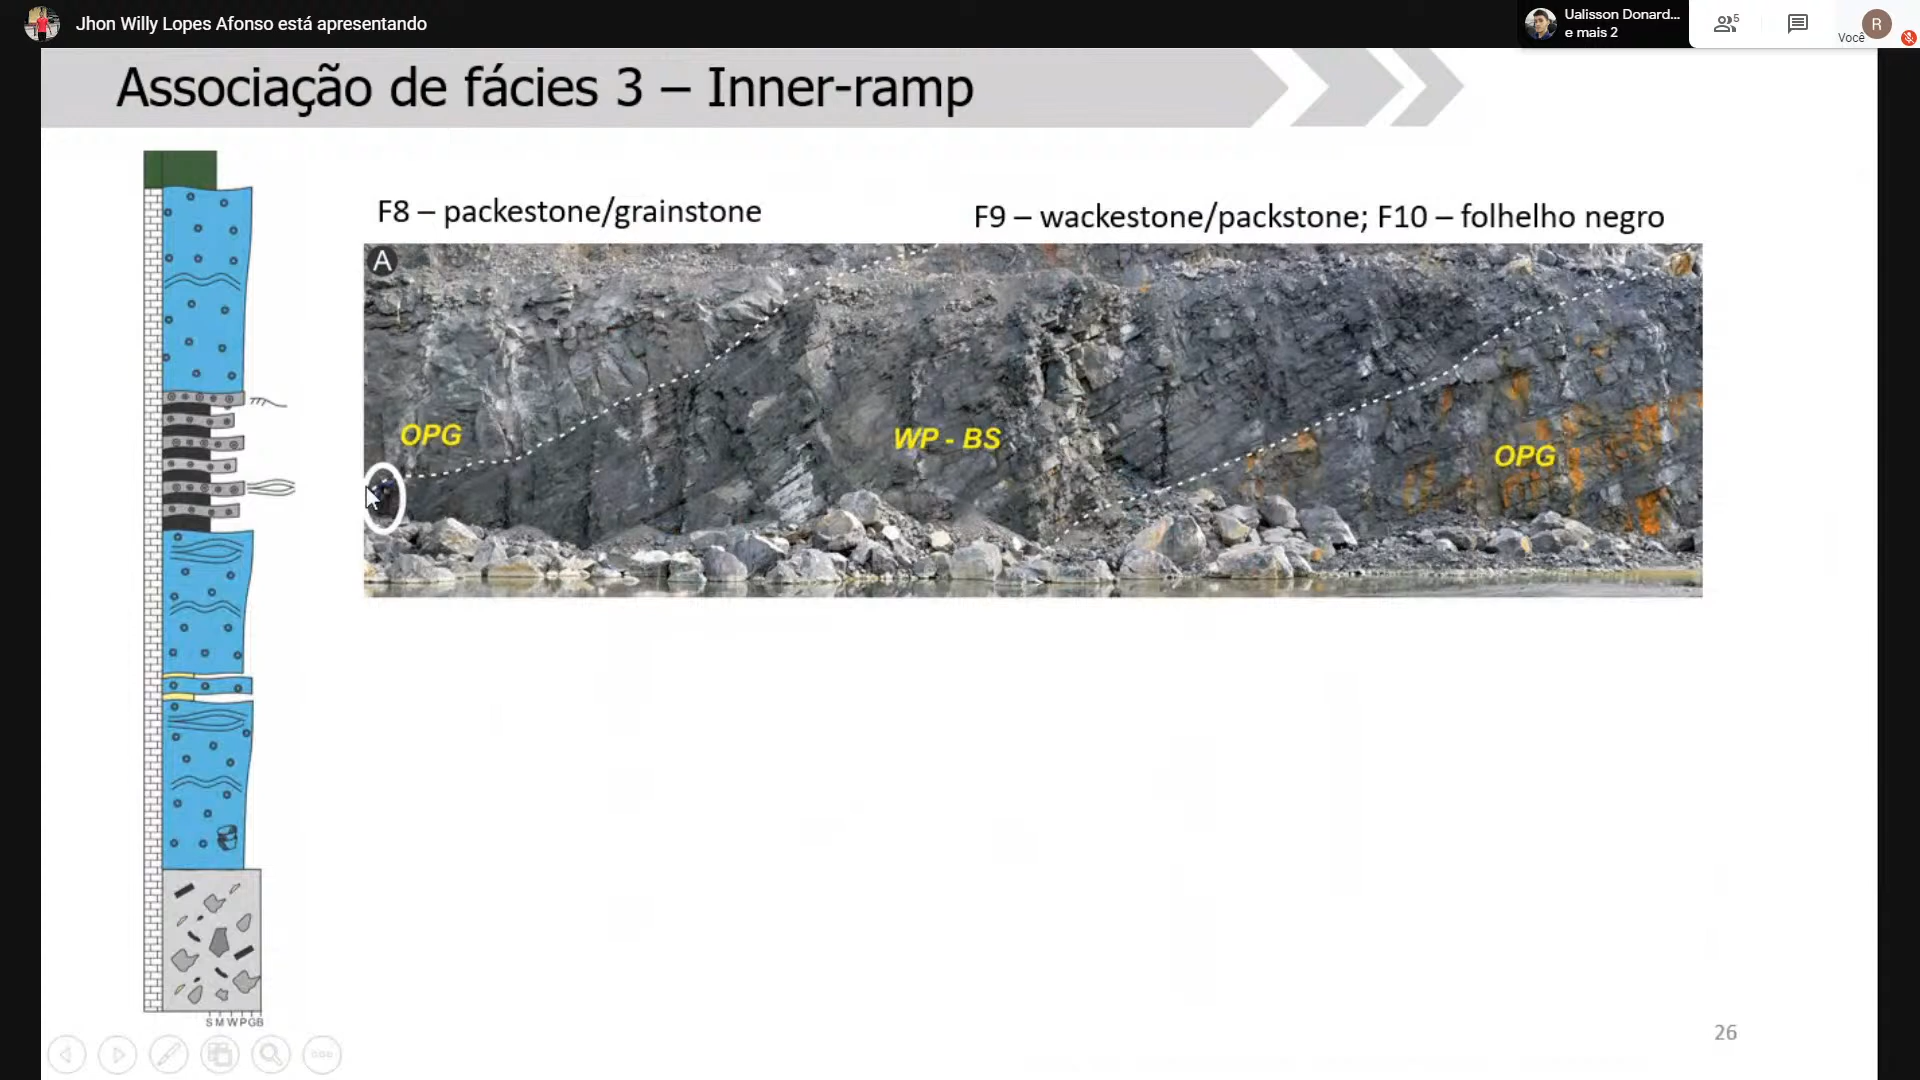 Jhon Willy Lopes Afonso está apresentando
Ualisson Donard...
e mais 2
5
Você
R
Associação de fácies 3 – Inner-ramp
F8 – packestone/grainstone
F9 – wackestone/packstone; F10 – folhelho negro
A
OPG
WP - BS
OPG
S M W P G B
26